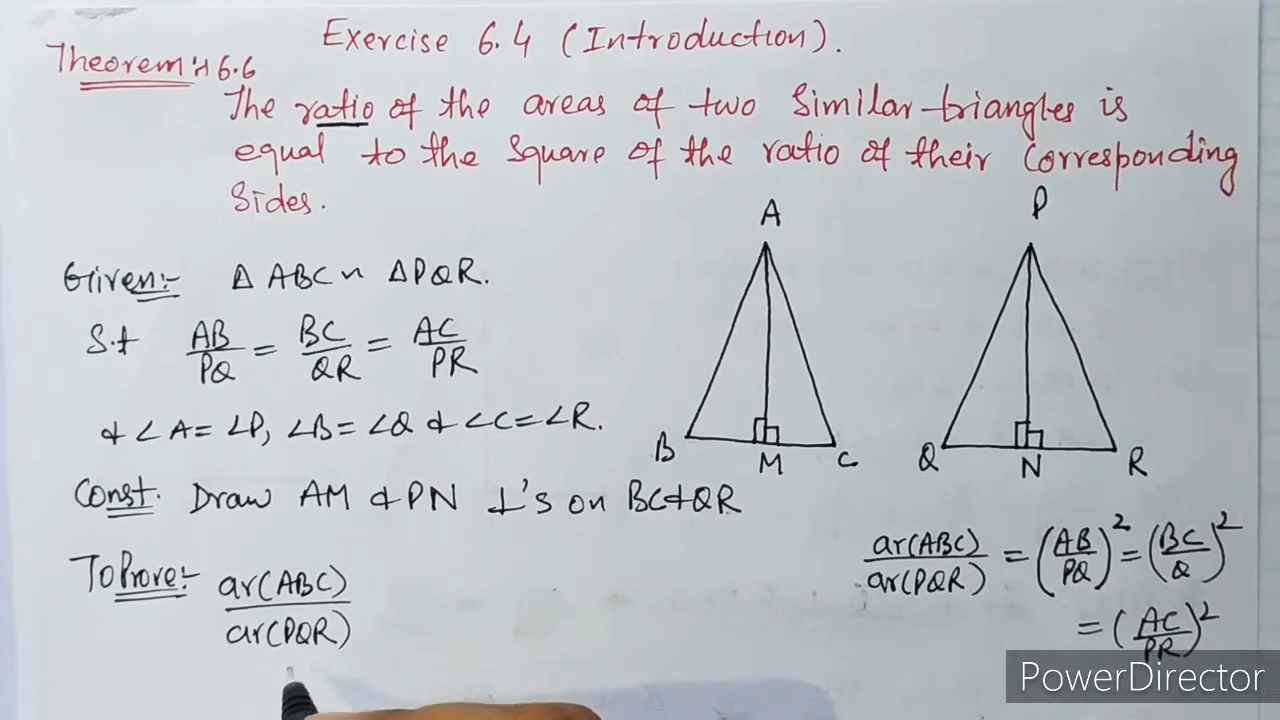 Exercise 6.4 (Introduction).
Theorem :- 6.6
The ratio of the areas of two similar triangles is
equal to the square of the ratio of their corresponding
sides.
Given:- Δ ABC ~ Δ PQR.
S.t AB/PQ = BC/QR = AC/PR
& ∠A = ∠P, ∠B = ∠Q & ∠C = ∠R.
Const. Draw AM & PN ⊥'s on BC & QR
To Prove:- ar(ABC)/ar(PQR)
A
B M C
P
Q N R
ar(ABC)/ar(PQR) = (AB/PQ)² = (BC/Q)²
= (AC/PR)²
PowerDirector